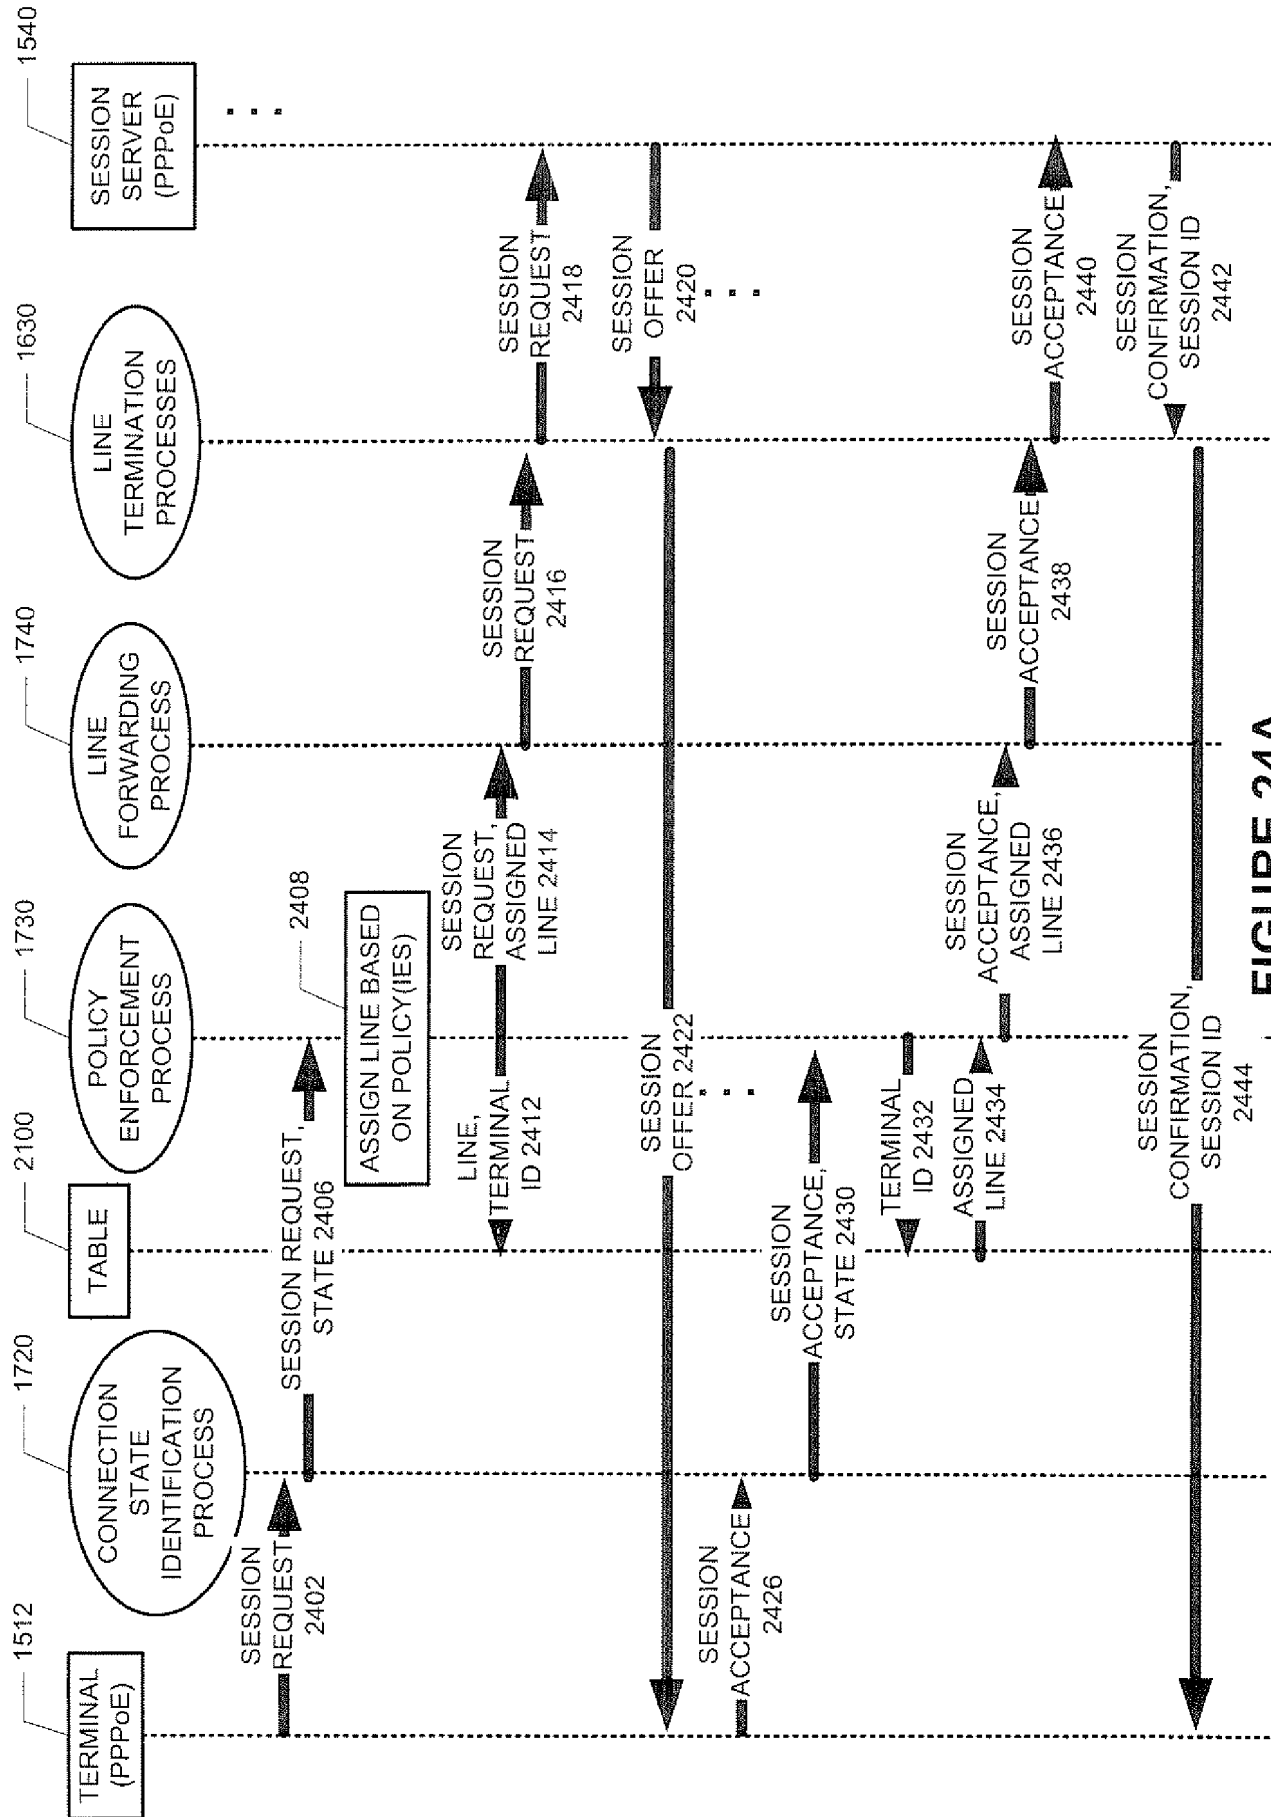 1512
TERMINAL
(PPPoE)
1720
CONNECTION
STATE
IDENTIFICATION
PROCESS
2100
TABLE
1730
POLICY
ENFORCEMENT
PROCESS
1740
LINE
FORWARDING
PROCESS
1630
LINE
TERMINATION
PROCESSES
1540
SESSION
SERVER
(PPPoE)
SESSION
REQUEST
2402
SESSION REQUEST,
STATE 2406
2408
ASSIGN LINE BASED
ON POLICY(IES)
LINE,
TERMINAL
ID 2412
SESSION
REQUEST,
ASSIGNED
LINE 2414
SESSION
REQUEST
2416
SESSION
REQUEST
2418
SESSION
OFFER
2420
SESSION
OFFER 2422
SESSION
ACCEPTANCE
2426
SESSION
ACCEPTANCE,
STATE 2430
TERMINAL
ID 2432
ASSIGNED
LINE 2434
SESSION
ACCEPTANCE,
ASSIGNED
LINE 2436
SESSION
ACCEPTANCE
2438
SESSION
ACCEPTANCE
2440
SESSION
CONFIRMATION,
SESSION ID
2442
SESSION
CONFIRMATION,
SESSION ID
2444
FIGURE 24A